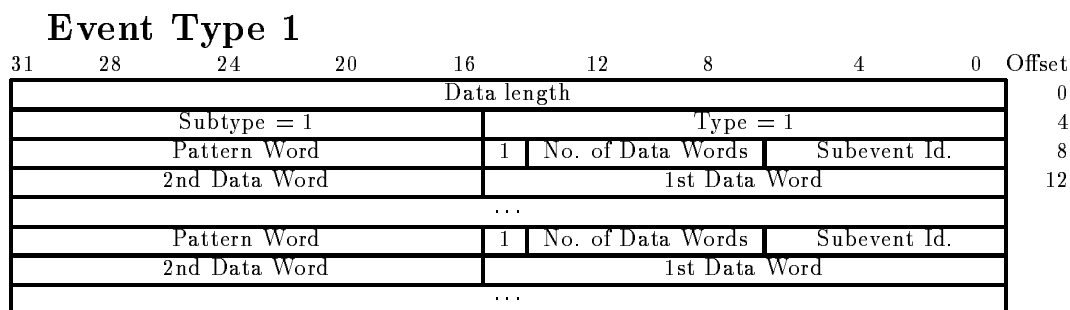 Event Type 1
31 28 24 20 16 12 8 4 0 Offset
Data length 0
Subtype = 1 Type = 1 4
Pattern Word 1 No. of Data Words Subevent Id. 8
2nd Data Word 1st Data Word 12
...
Pattern Word 1 No. of Data Words Subevent Id.
2nd Data Word 1st Data Word
...